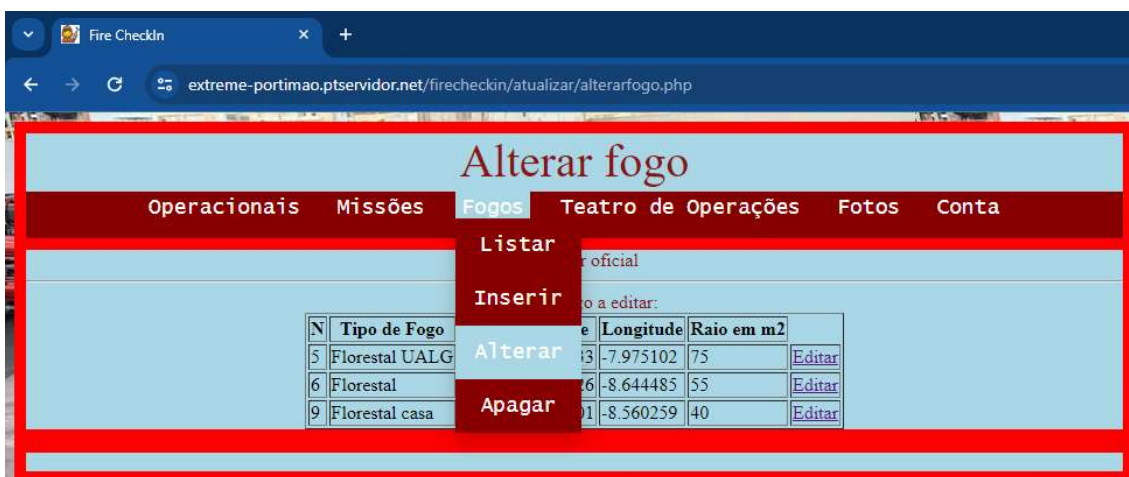 Fire CheckIn
extreme-portimao.ptservidor.net/firecheckin/atualizar/alterarfogo.php
Alterar fogo
Operacionais Missões Fogos Teatro de Operações Fotos Conta
Listar
oficial
Inserir
a editar:
N Tipo de Fogo Longitude Raio em m2
5 Florestal UALG -7.975102 75 Editar
Alterar
6 Florestal -8.644485 55 Editar
9 Florestal casa -8.560259 40 Editar
Apagar